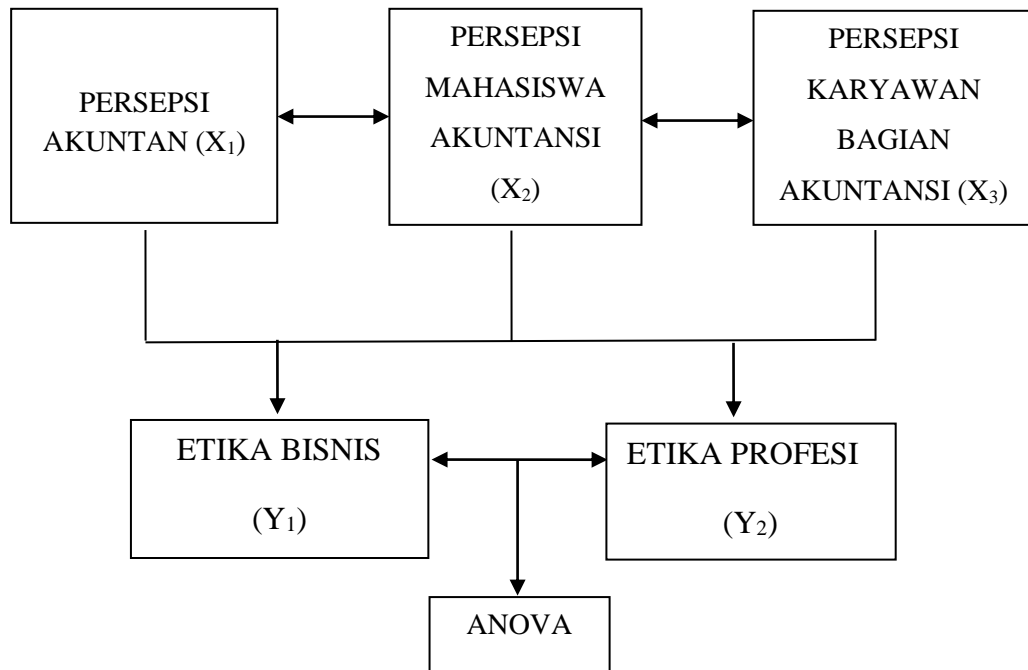 PERSEPSI
AKUNTAN (X₁)
PERSEPSI
MAHASISWA
AKUNTANSI
(X₂)
PERSEPSI
KARYAWAN
BAGIAN
AKUNTANSI (X₃)
ETIKA BISNIS
(Y₁)
ETIKA PROFESI
(Y₂)
ANOVA